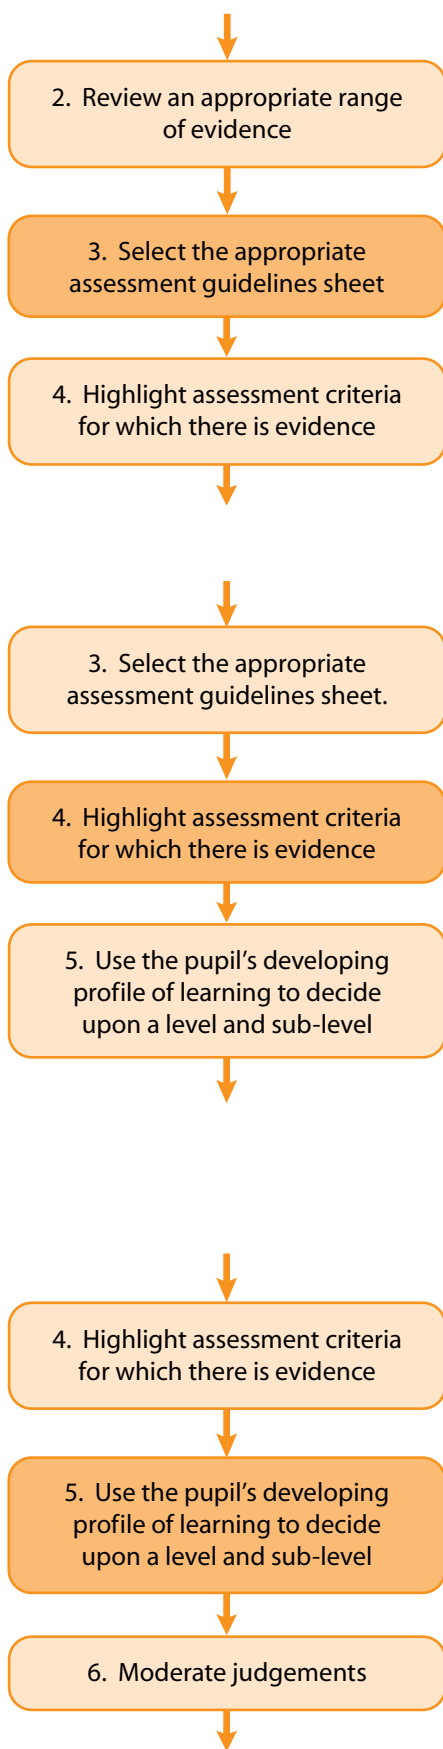 2. Review an appropriate range
of evidence
3. Select the appropriate
assessment guidelines sheet
4. Highlight assessment criteria
for which there is evidence
3. Select the appropriate
assessment guidelines sheet.
4. Highlight assessment criteria
for which there is evidence
5. Use the pupil’s developing
profile of learning to decide
upon a level and sub-level
4. Highlight assessment criteria
for which there is evidence
5. Use the pupil’s developing
profile of learning to decide
upon a level and sub-level
6. Moderate judgements